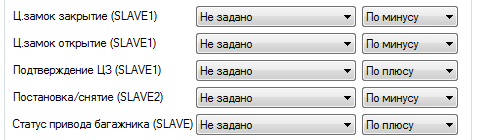 Ц.замок закрытие (SLAVE1) Не задано По минусу
Ц.замок открытие (SLAVE1) Не задано По минусу
Подтверждение ЦЗ (SLAVE1) Не задано По плюсу
Постановка/снятие (SLAVE2) Не задано По минусу
Статус привода багажника (SLAVE) Не задано По плюсу